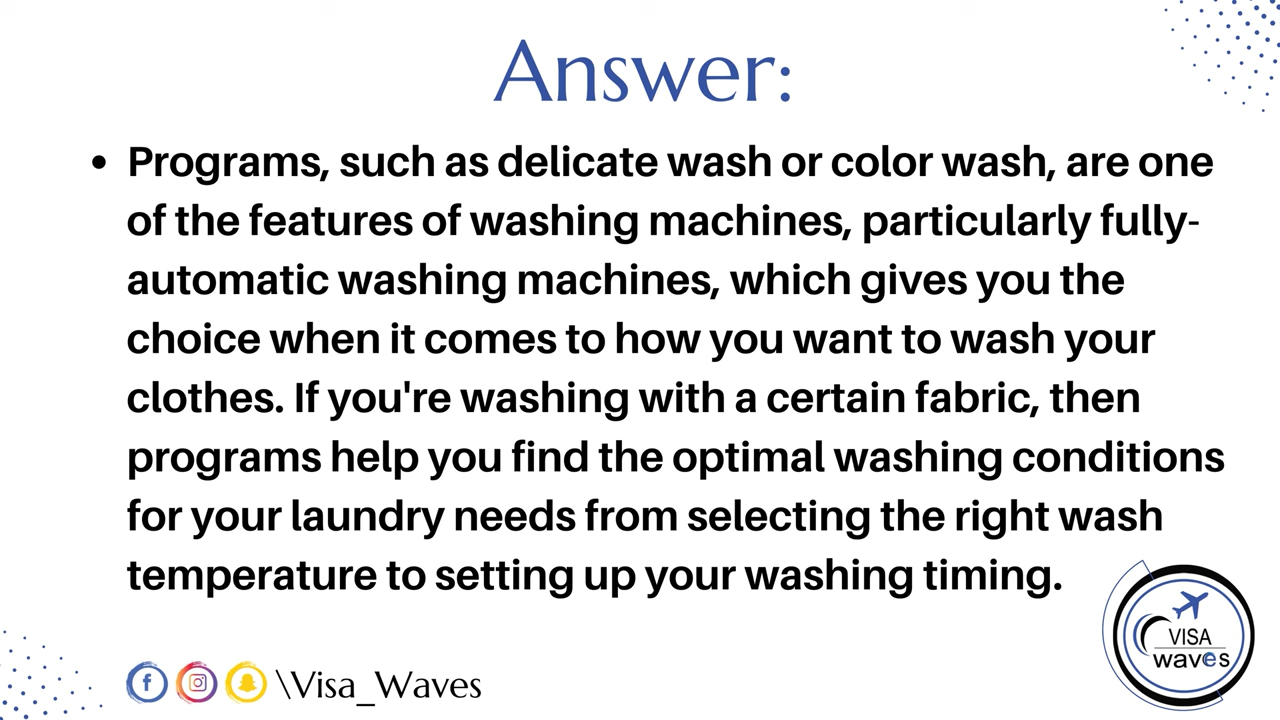 Answer:
• Programs, such as delicate wash or color wash, are one
of the features of washing machines, particularly fully-
automatic washing machines, which gives you the
choice when it comes to how you want to wash your
clothes. If you're washing with a certain fabric, then
programs help you find the optimal washing conditions
for your laundry needs from selecting the right wash
temperature to setting up your washing timing.
VISA
waves
\Visa_Waves